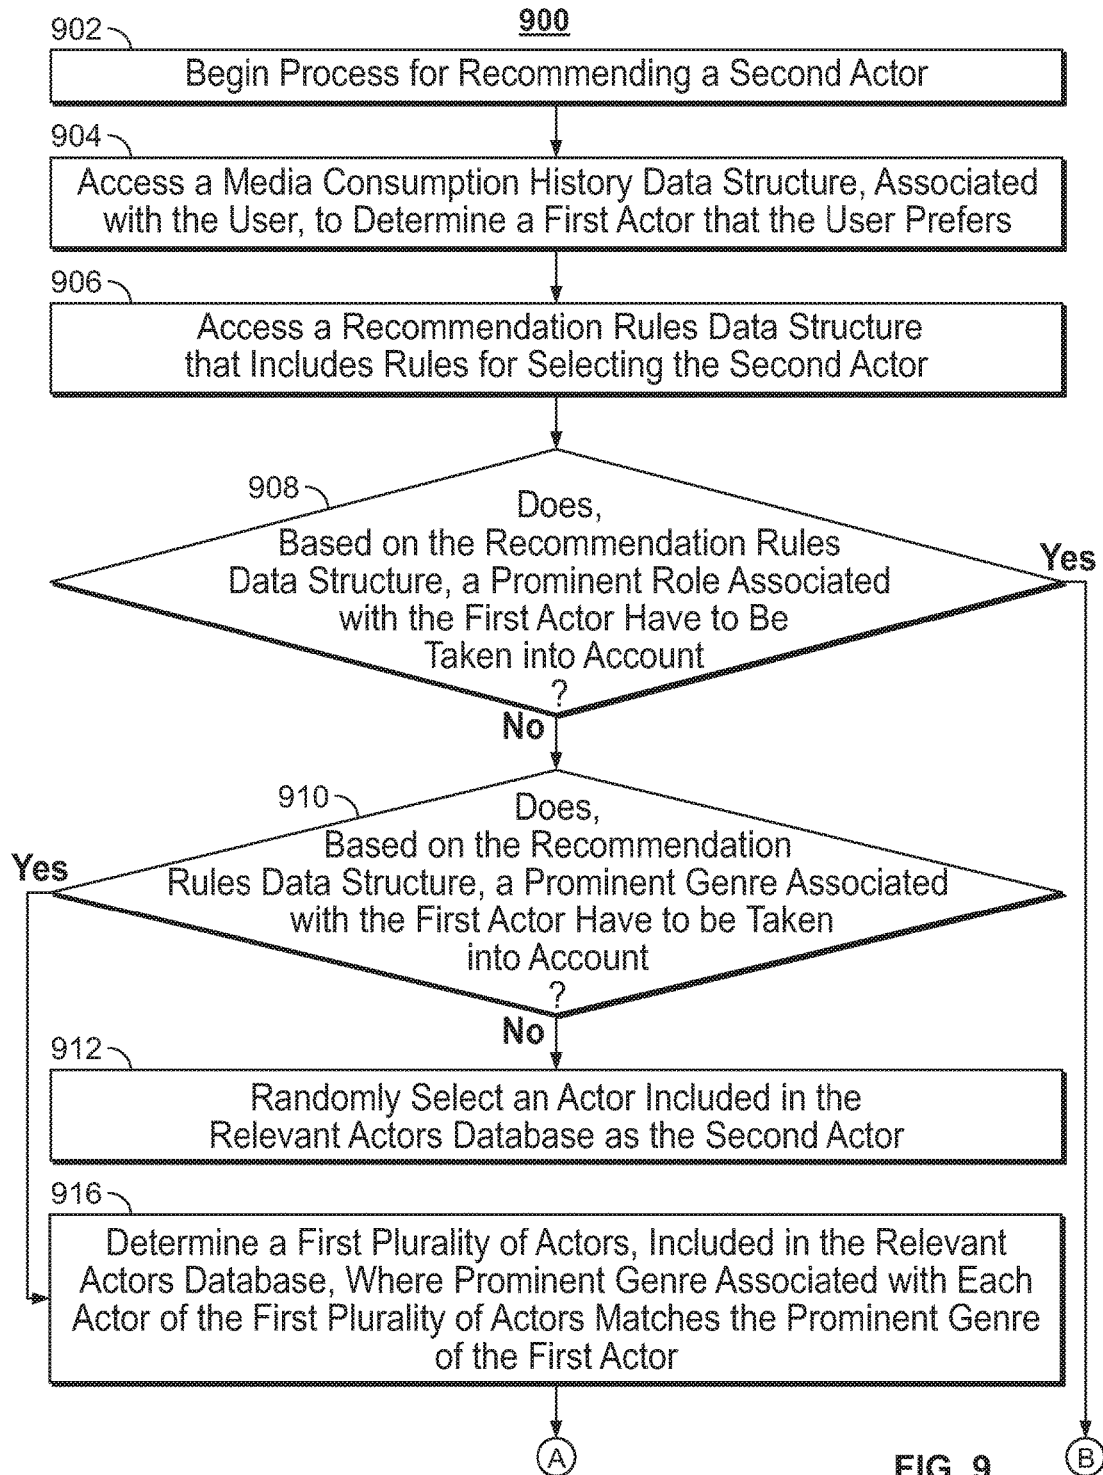 900
902
Begin Process for Recommending a Second Actor
904
Access a Media Consumption History Data Structure, Associated
with the User, to Determine a First Actor that the User Prefers
906
Access a Recommendation Rules Data Structure
that Includes Rules for Selecting the Second Actor
908
Does,
Based on the Recommendation Rules
Data Structure, a Prominent Role Associated
with the First Actor Have to Be
Taken into Account
?
Yes
No
910
Does,
Based on the Recommendation
Rules Data Structure, a Prominent Genre Associated
with the First Actor Have to be Taken
into Account
?
Yes
No
912
Randomly Select an Actor Included in the
Relevant Actors Database as the Second Actor
916
Determine a First Plurality of Actors, Included in the Relevant
Actors Database, Where Prominent Genre Associated with Each
Actor of the First Plurality of Actors Matches the Prominent Genre
of the First Actor
A
B
FIG. 9